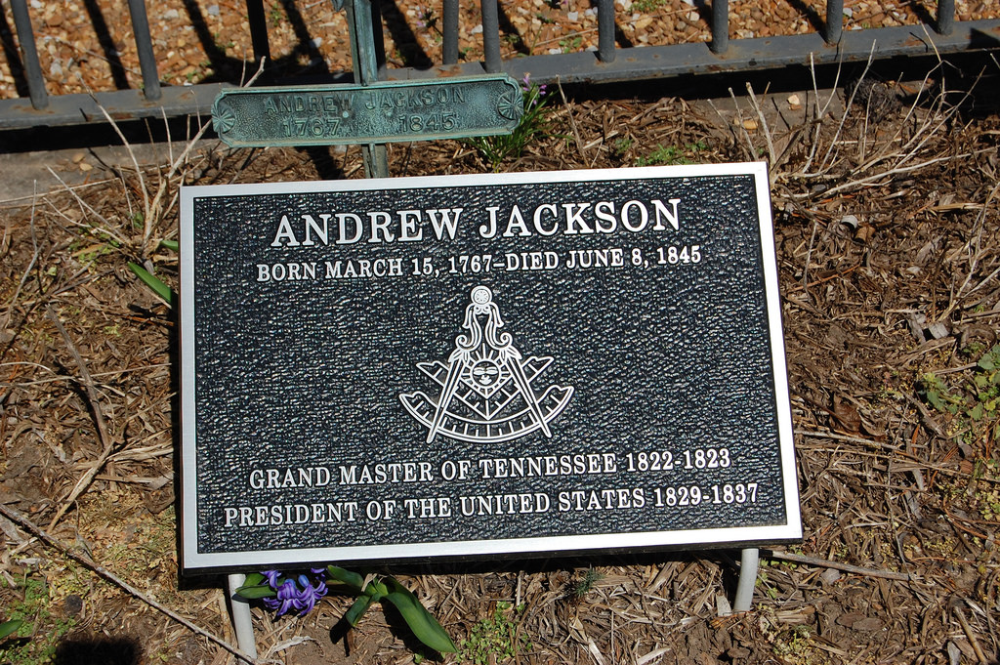 ANDREW JACKSON
1767 1845
ANDREW JACKSON
BORN MARCH 15, 1767–DIED JUNE 8, 1845
GRAND MASTER OF TENNESSEE 1822-1823
PRESIDENT OF THE UNITED STATES 1829-1837